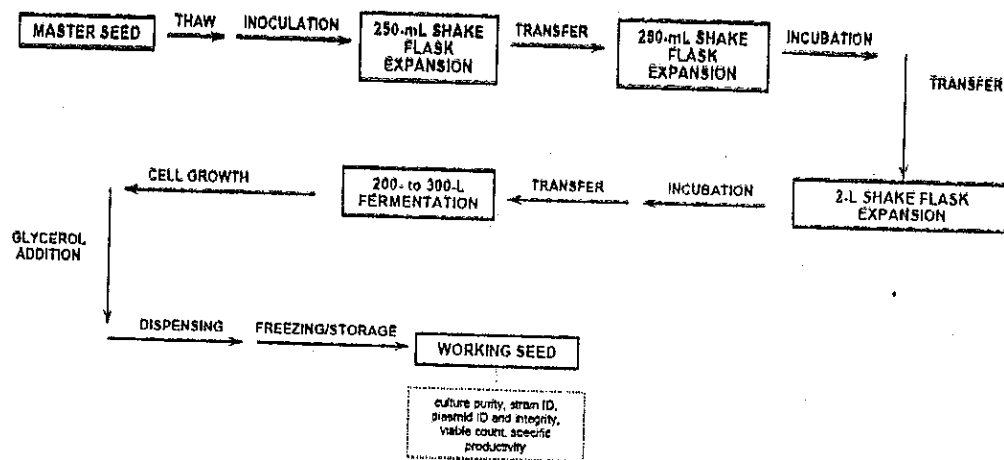 MASTER SEED
THAW
INOCULATION
250-mL SHAKE
FLASK
EXPANSION
TRANSFER
250-mL SHAKE
FLASK
EXPANSION
INCUBATION
TRANSFER
2-L SHAKE FLASK
EXPANSION
INCUBATION
TRANSFER
200- to 300-L
FERMENTATION
CELL GROWTH
GLYCEROL
ADDITION
DISPENSING
FREEZING/STORAGE
WORKING SEED
culture purity, strain ID,
plasmid ID and integrity,
viable count, specific
productivity